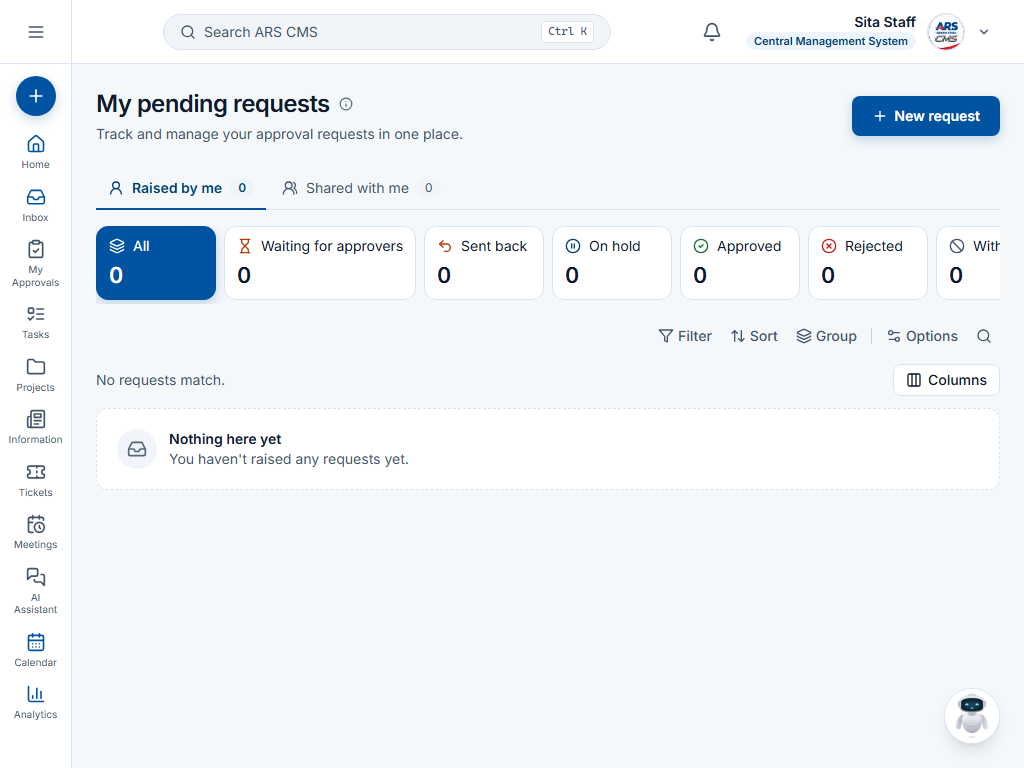 Search ARS CMS
Ctrl K
Sita Staff
Central Management System
ARS
CMS
Home
Inbox
My
Approvals
Tasks
Projects
Information
Tickets
Meetings
AI
Assistant
Calendar
Analytics
My pending requests
Track and manage your approval requests in one place.
New request
Raised by me 0
Shared with me 0
All
0
Waiting for approvers
0
Sent back
0
On hold
0
Approved
0
Rejected
0
With
0
Filter
Sort
Group
Options
No requests match.
Columns
Nothing here yet
You haven't raised any requests yet.